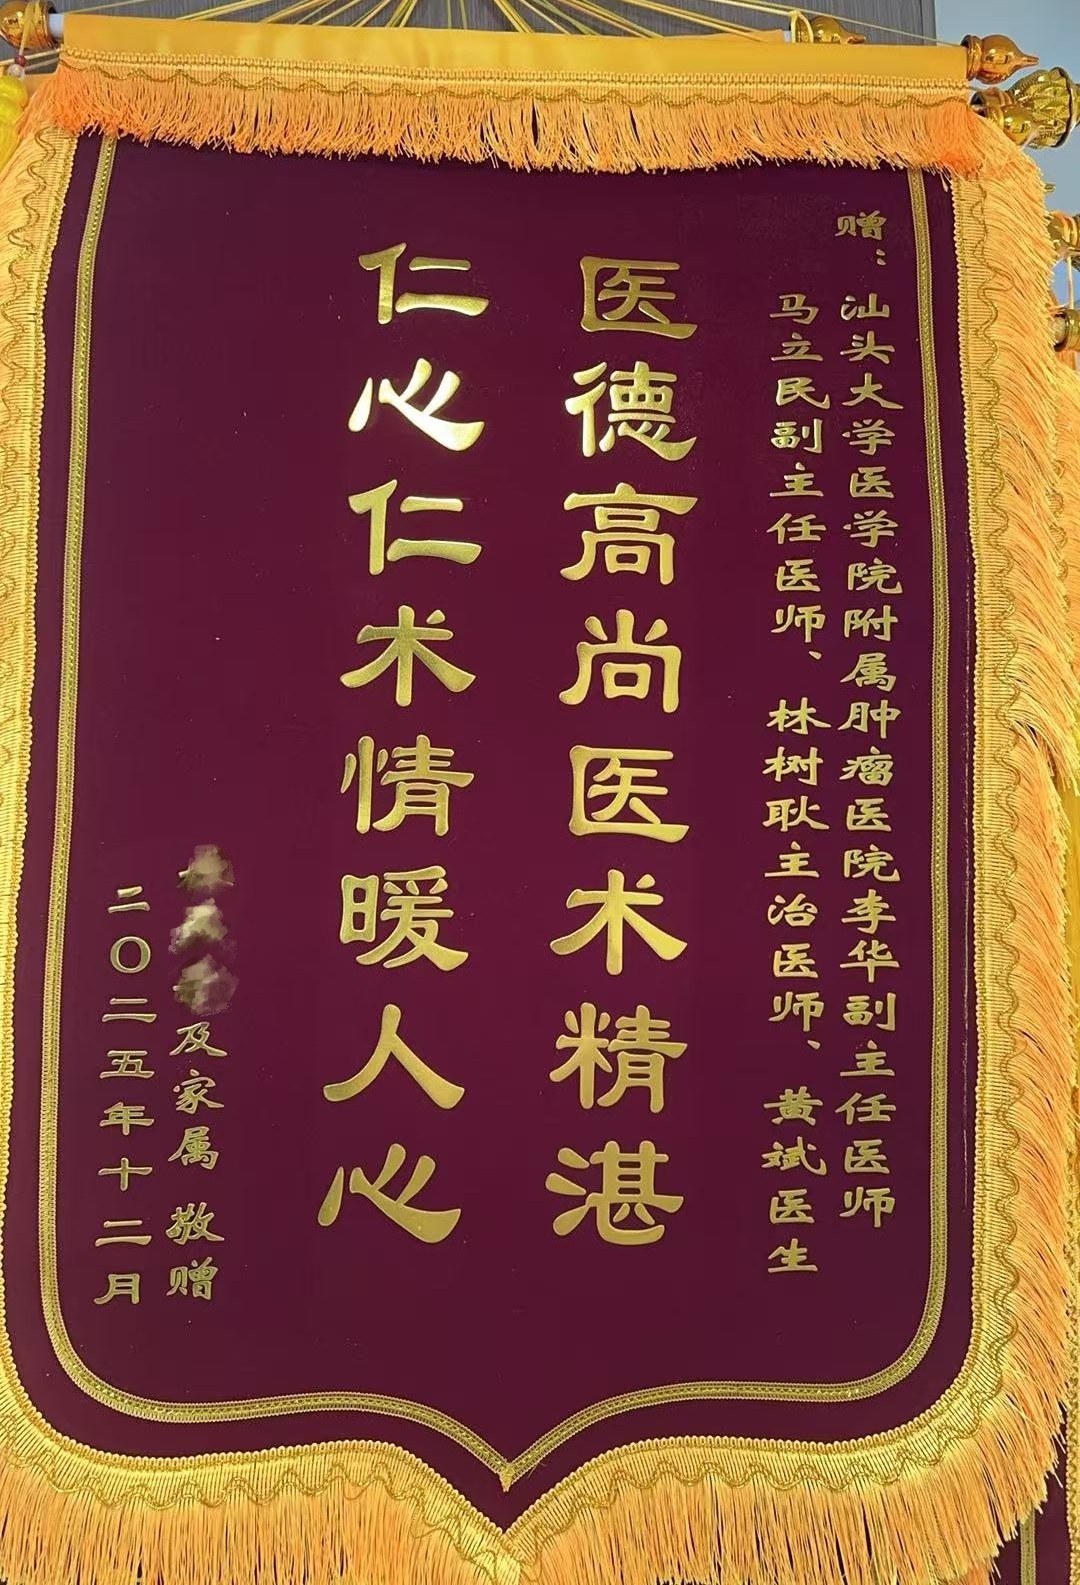 赠：汕头大学医学院附属肿瘤医院李华副主任医师
马立民副主任医师、林树耿主治医师、黄斌医生
医德高尚医术精湛
仁心仁术情暖人心
及家属 敬赠
二〇二五年十二月